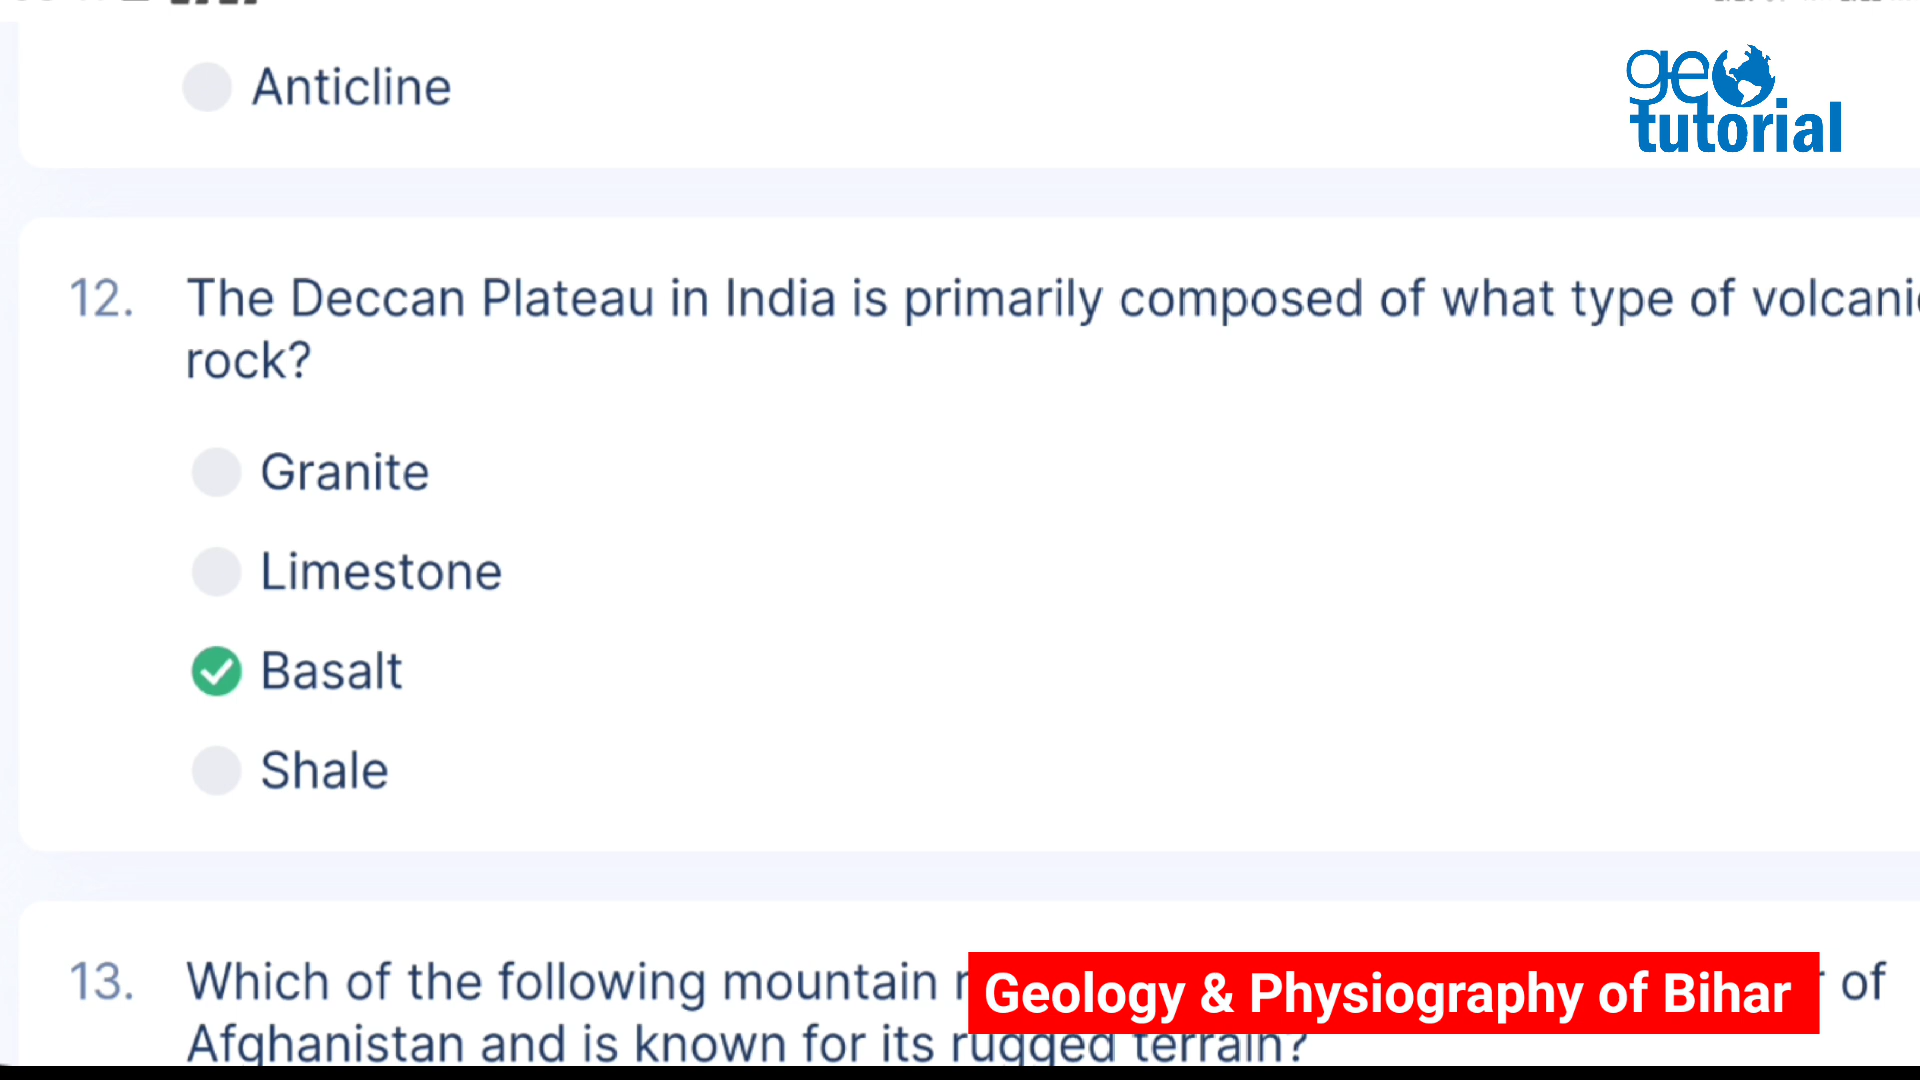 Anticline
geo
tutorial
12. The Deccan Plateau in India is primarily composed of what type of
rock?
Granite
Limestone
Basalt
Shale
13. Which of the following mountain
Geology & Physiography of Bihar
of
Afghanistan and is known for its rugged terrain?